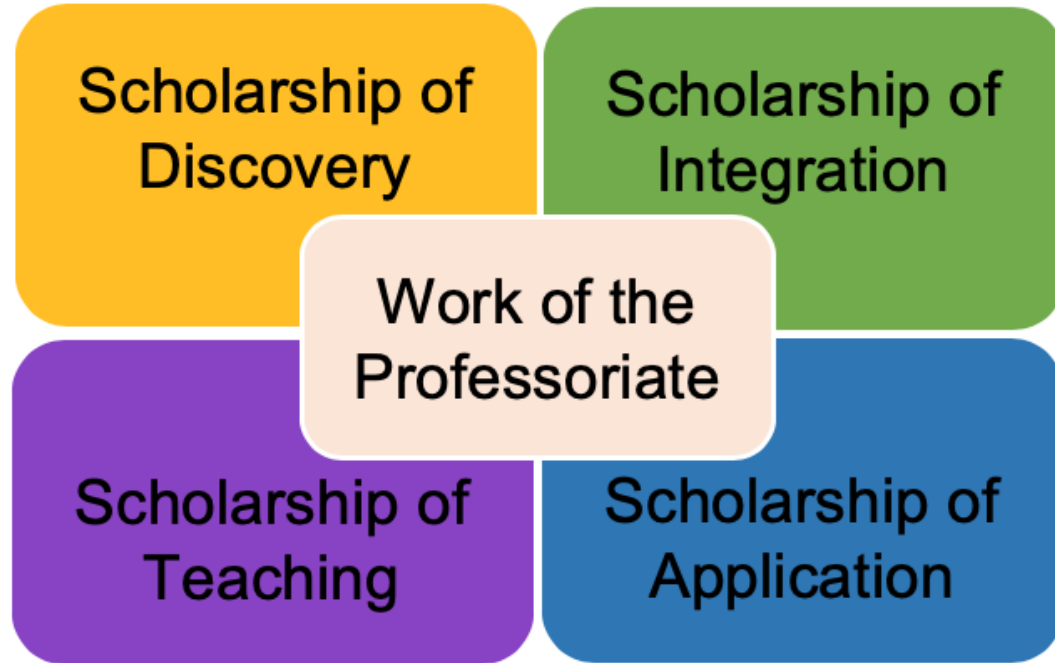 Scholarship of
Discovery
Scholarship of
Integration
Work of the
Professoriate
Scholarship of
Teaching
Scholarship of
Application